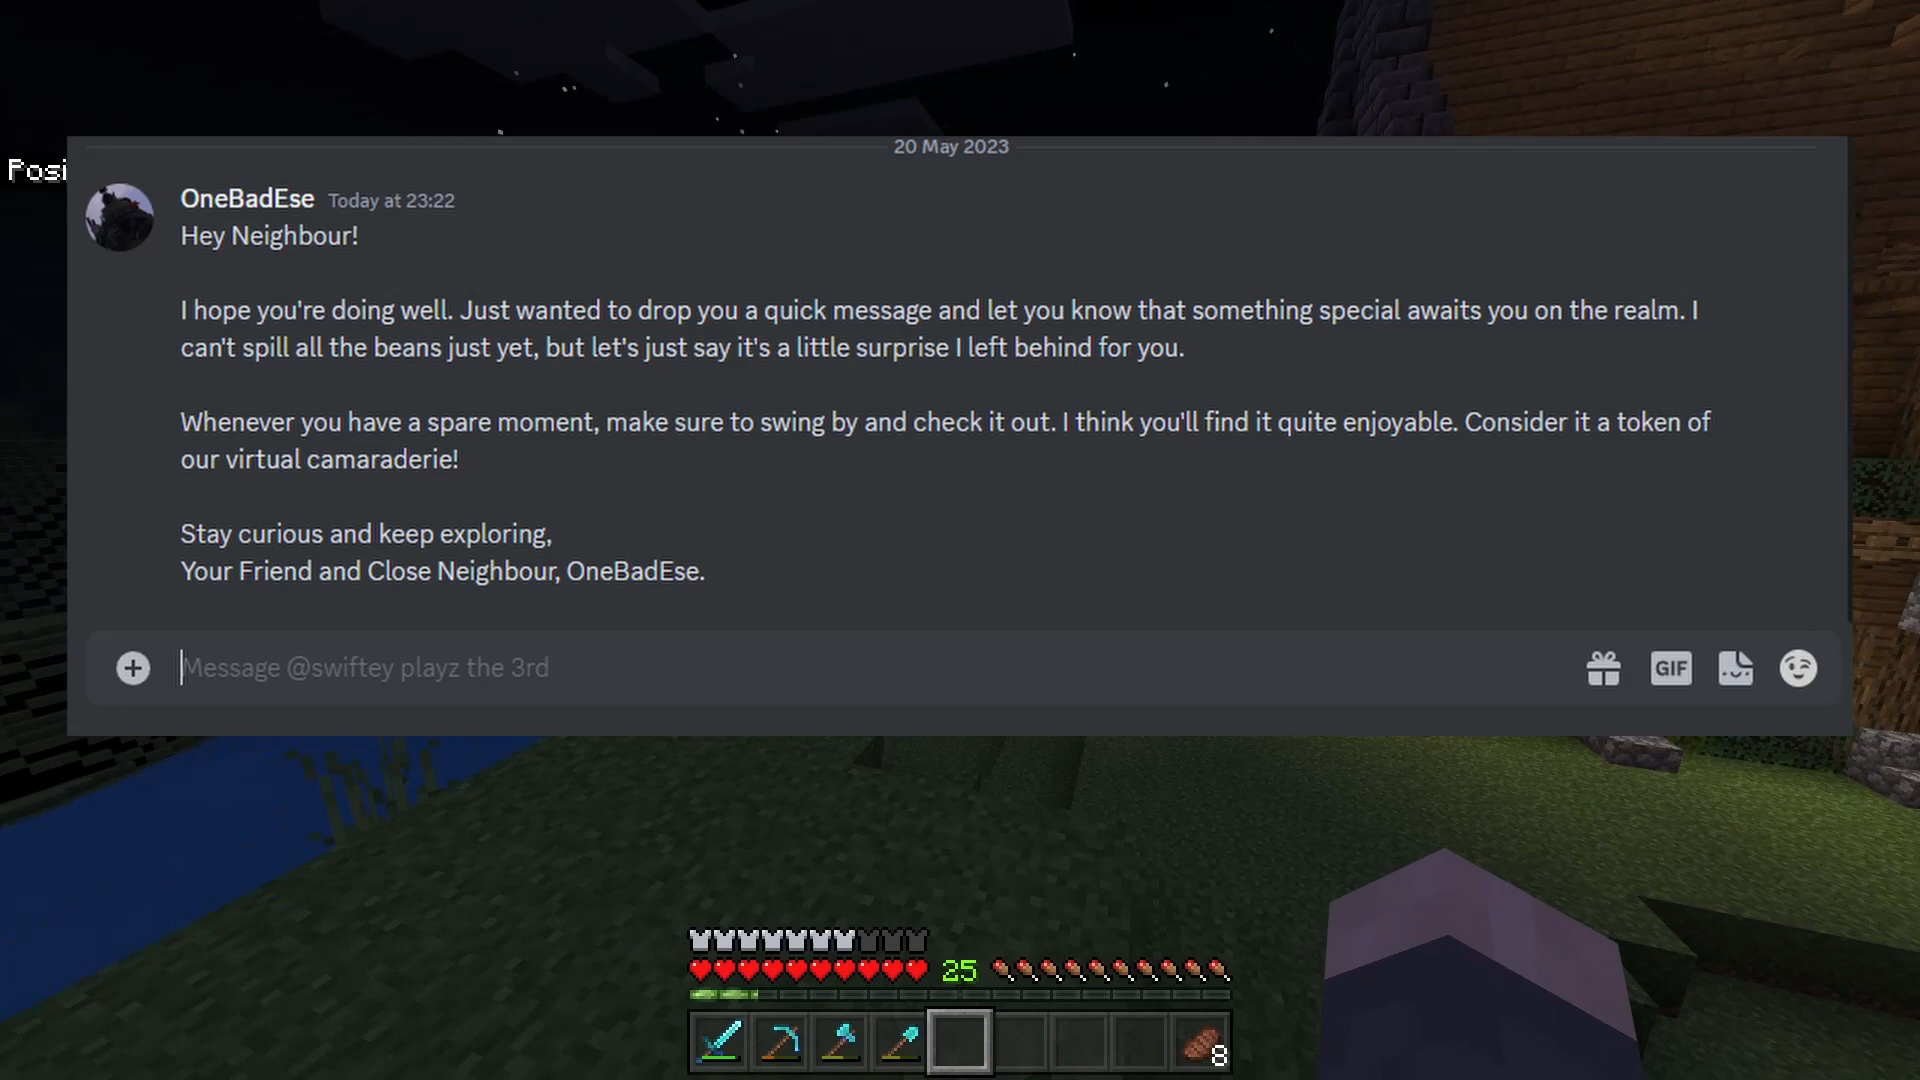 20 May 2023
Posi
OneBadEse Today at 23:22
Hey Neighbour!
I hope you're doing well. Just wanted to drop you a quick message and let you know that something special awaits you on the realm. I
can't spill all the beans just yet, but let's just say it's a little surprise I left behind for you.
Whenever you have a spare moment, make sure to swing by and check it out. I think you'll find it quite enjoyable. Consider it a token of
our virtual camaraderie!
Stay curious and keep exploring,
Your Friend and Close Neighbour, OneBadEse.
Message @swiftey playz the 3rd
GIF
25
8